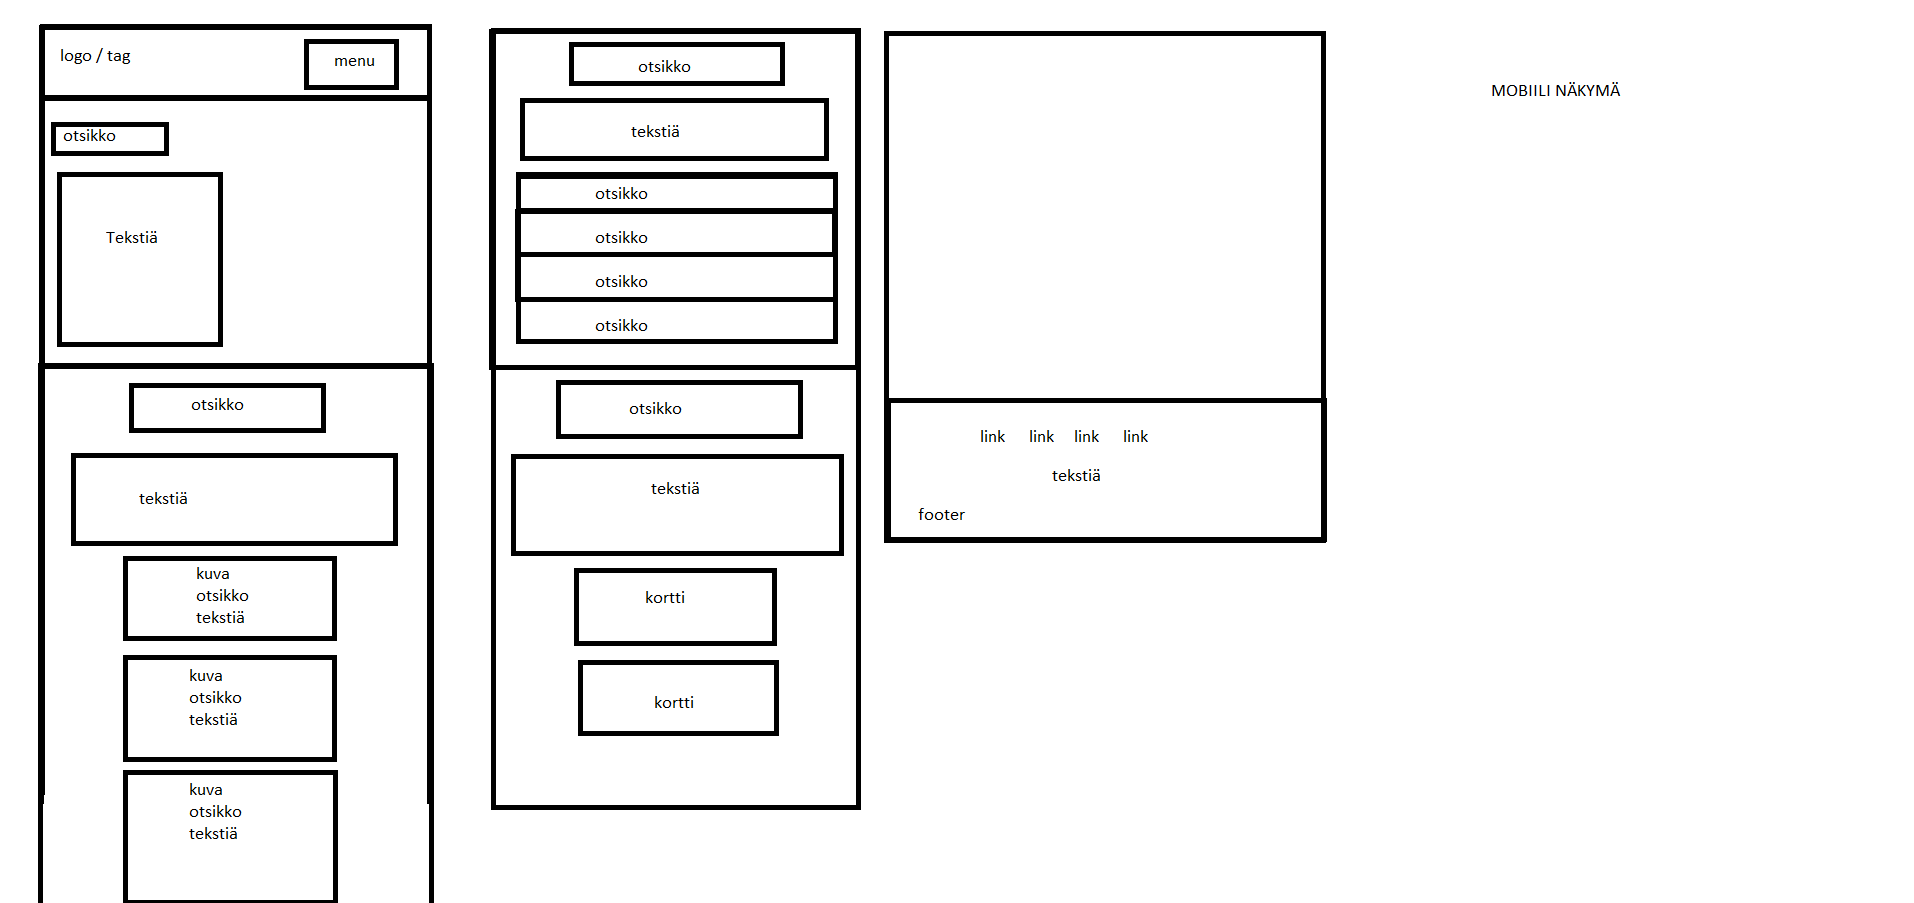 logo / tag
menu
otsikko
Tekstiä
otsikko
tekstiä
kuva
otsikko
tekstiä
kuva
otsikko
tekstiä
kuva
otsikko
tekstiä
otsikko
tekstiä
otsikko
otsikko
otsikko
otsikko
otsikko
tekstiä
kortti
kortti
link link link link
tekstiä
footer
MOBIILI NÄKYMÄ